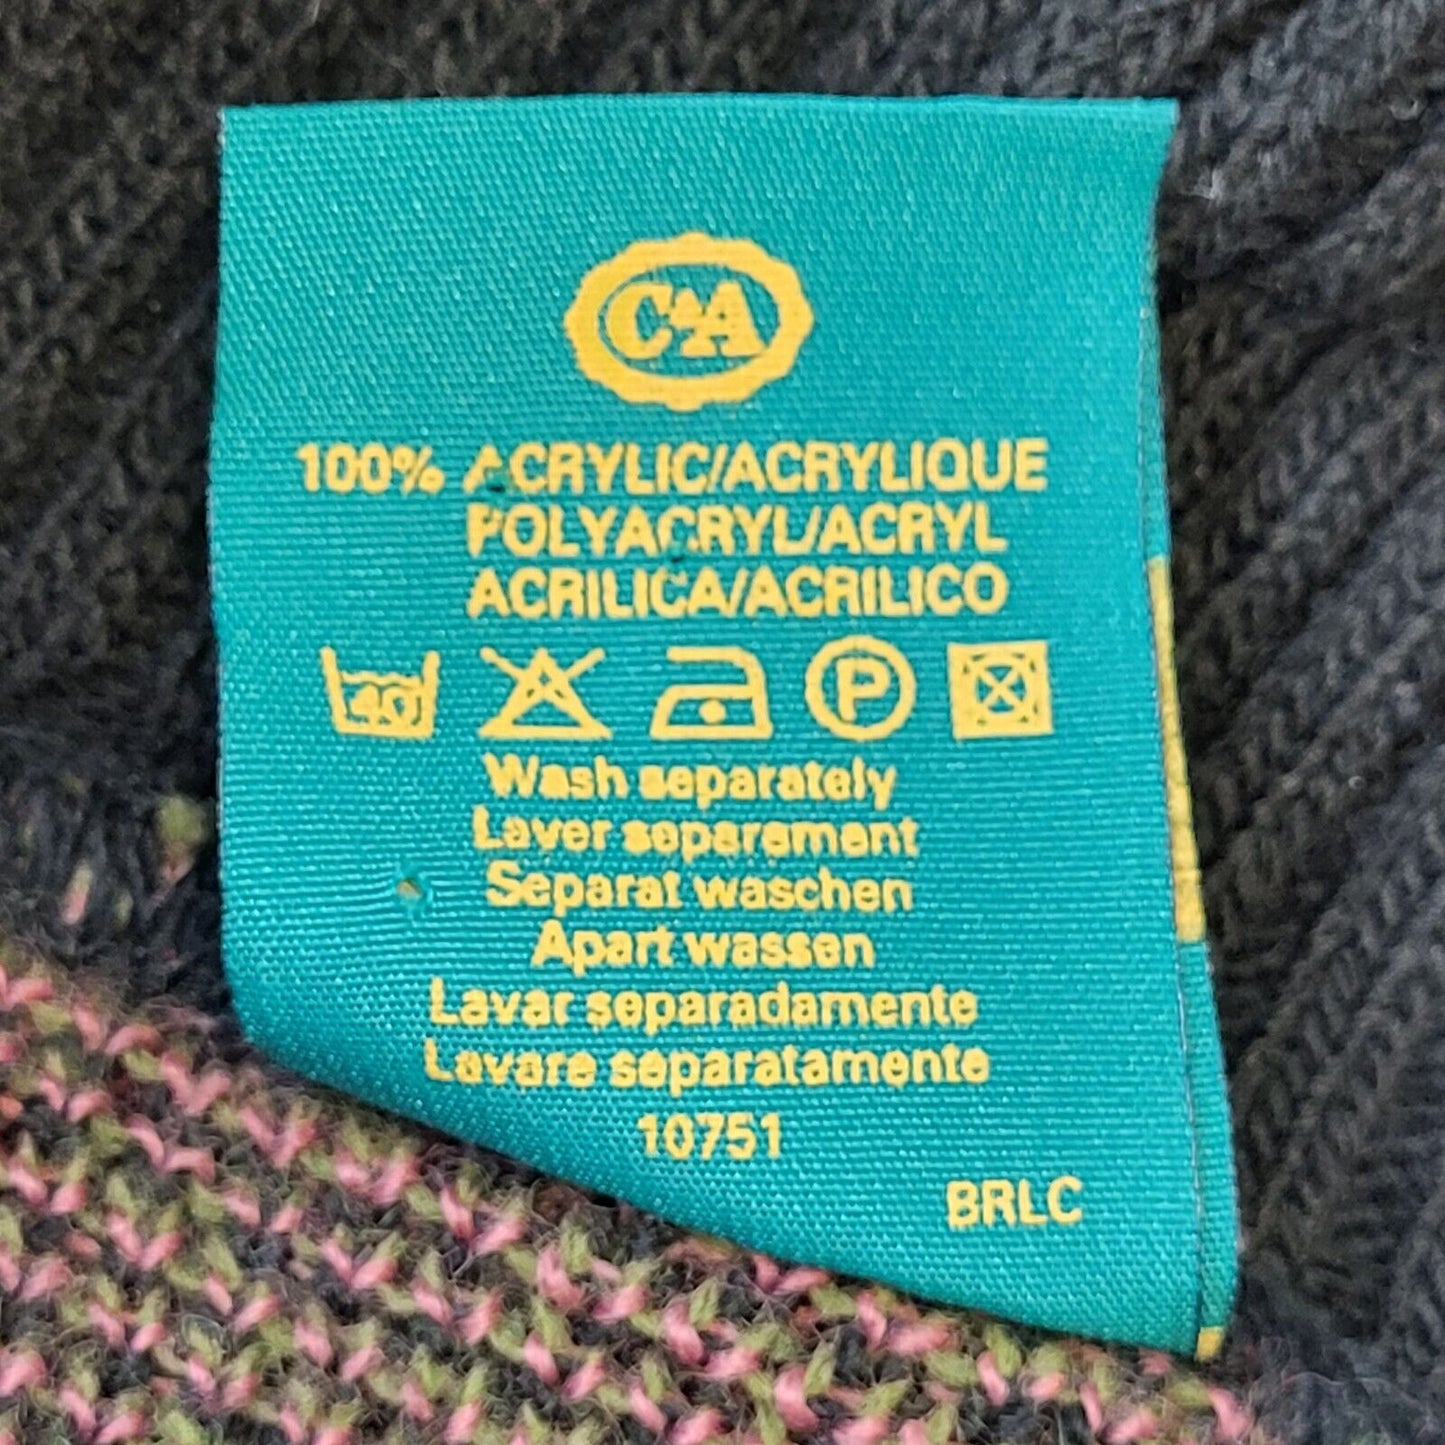 C&A
100% ACRYLIC/ACRYLIQUE
POLYACRYL/ACRYL
ACRILICA/ACRILICO
40 P
Wash separately
Laver separement
Separat waschen
Apart wassen
Lavar separadamente
Lavare separatamente
10751
BRLC